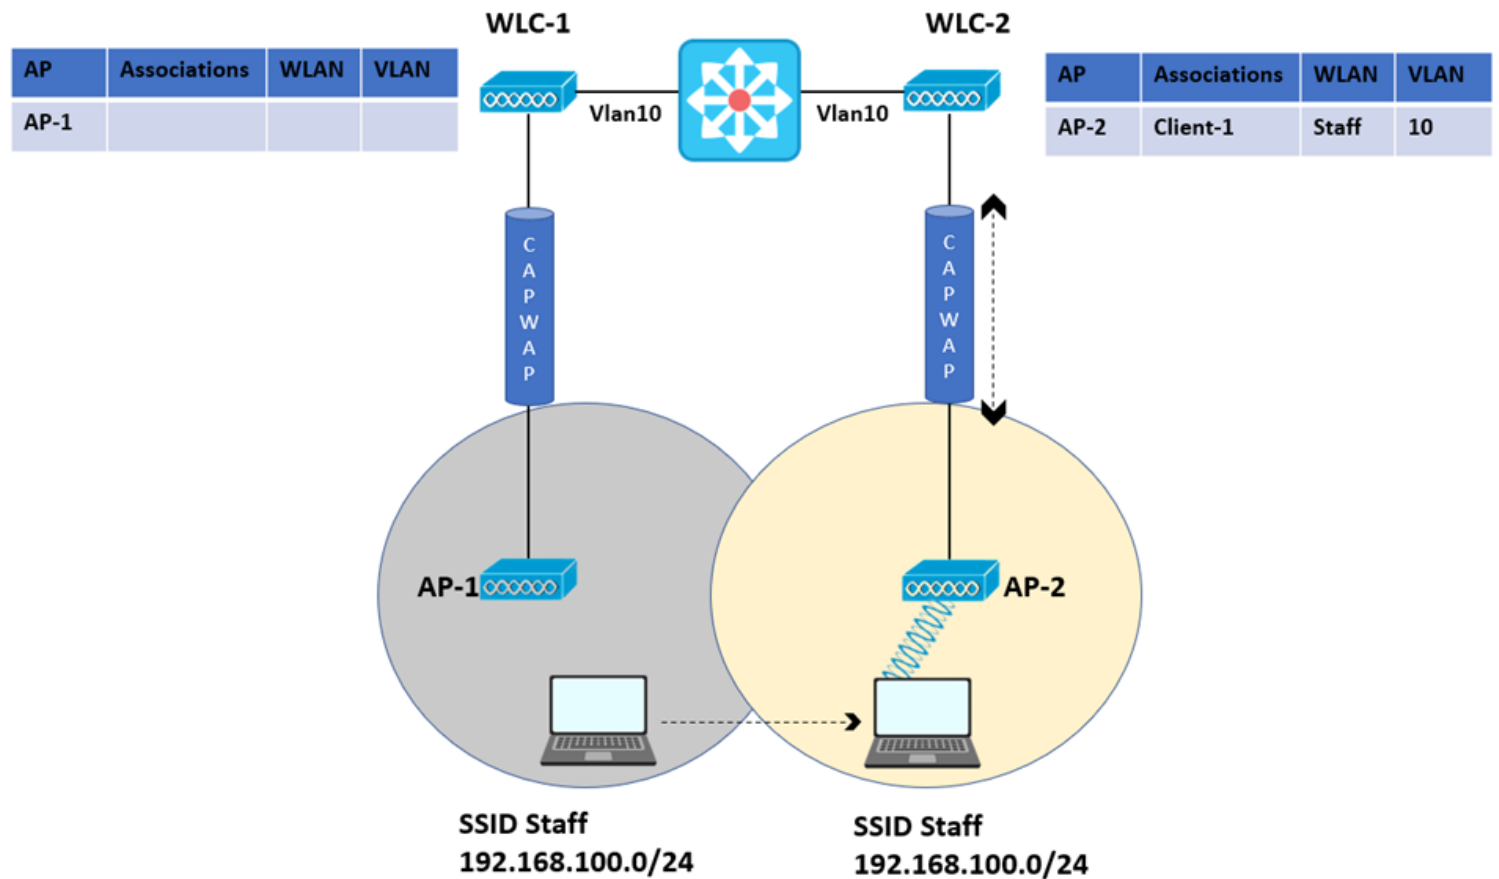 WLC-1
WLC-2
AP Associations WLAN VLAN
AP-1
AP Associations WLAN VLAN
AP-2 Client-1 Staff 10
Vlan10
Vlan10
C
A
P
W
A
P
C
A
P
W
A
P
AP-1
AP-2
SSID Staff
192.168.100.0/24
SSID Staff
192.168.100.0/24